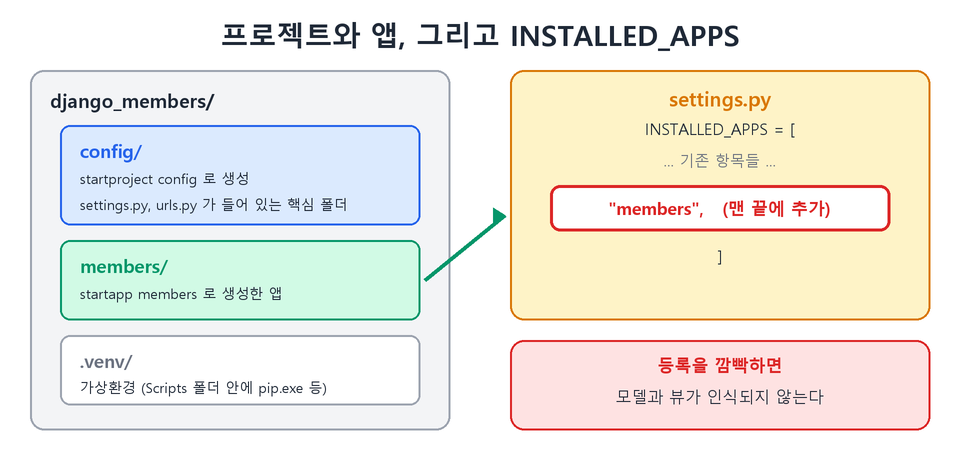 프로젝트와 앱, 그리고 INSTALLED_APPS
django_members/
config/
startproject config 로 생성
settings.py, urls.py 가 들어 있는 핵심 폴더
members/
startapp members 로 생성한 앱
.venv/
가상환경 (Scripts 폴더 안에 pip.exe 등)
settings.py
INSTALLED_APPS = [
... 기존 항목들 ...
"members", (맨 끝에 추가)
]
등록을 깜빡하면
모델과 뷰가 인식되지 않는다